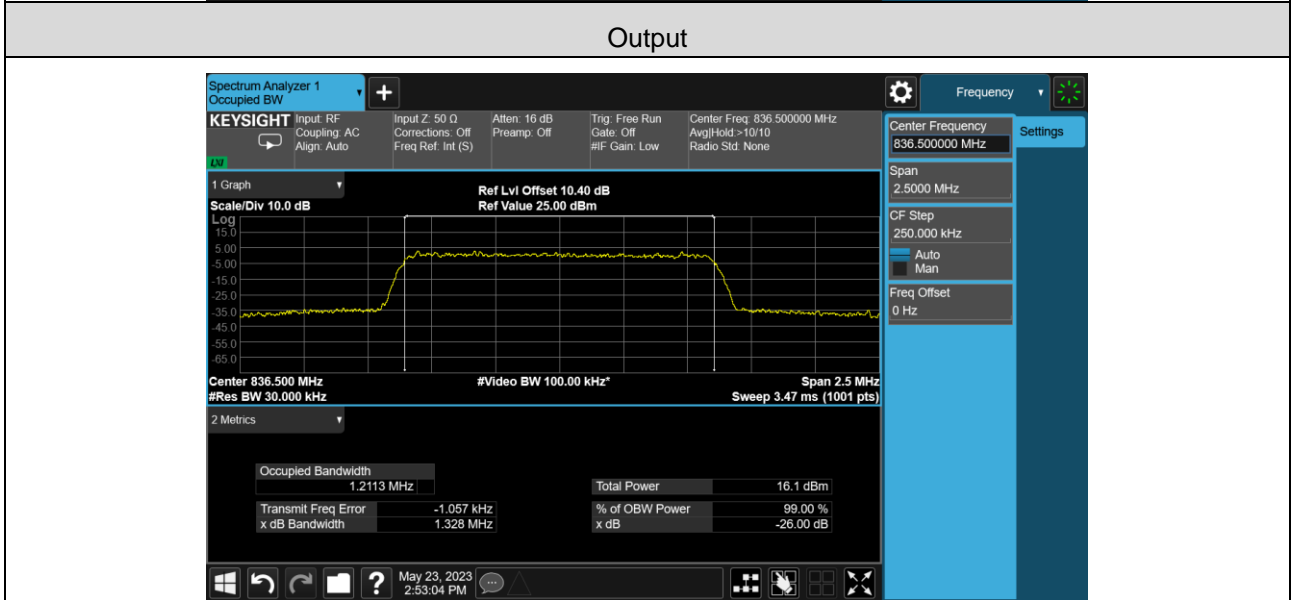 Output
Spectrum Analyzer 1
Occupied BW
Frequency
KEYSIGHT
Input: RF
Coupling: AC
Align: Auto
Input Z: 50 Ω
Corrections: Off
Freq Ref: Int (S)
Atten: 16 dB
Preamp: Off
Trig: Free Run
Gate: Off
#IF Gain: Low
Center Freq: 836.500000 MHz
Avg|Hold:>10/10
Radio Std: None
LXI
Center Frequency
836.500000 MHz
Settings
Span
2.5000 MHz
CF Step
250.000 kHz
Auto
Man
Freq Offset
0 Hz
1 Graph
Scale/Div 10.0 dB
Ref Lvl Offset 10.40 dB
Ref Value 25.00 dBm
Log
15.0
5.00
-5.00
-15.0
-25.0
-35.0
-45.0
-55.0
-65.0
Center 836.500 MHz
#Video BW 100.00 kHz*
Span 2.5 MHz
#Res BW 30.000 kHz
Sweep 3.47 ms (1001 pts)
2 Metrics
Occupied Bandwidth
1.2113 MHz
Total Power 16.1 dBm
Transmit Freq Error -1.057 kHz
% of OBW Power 99.00 %
x dB Bandwidth 1.328 MHz
x dB -26.00 dB
May 23, 2023
2:53:04 PM